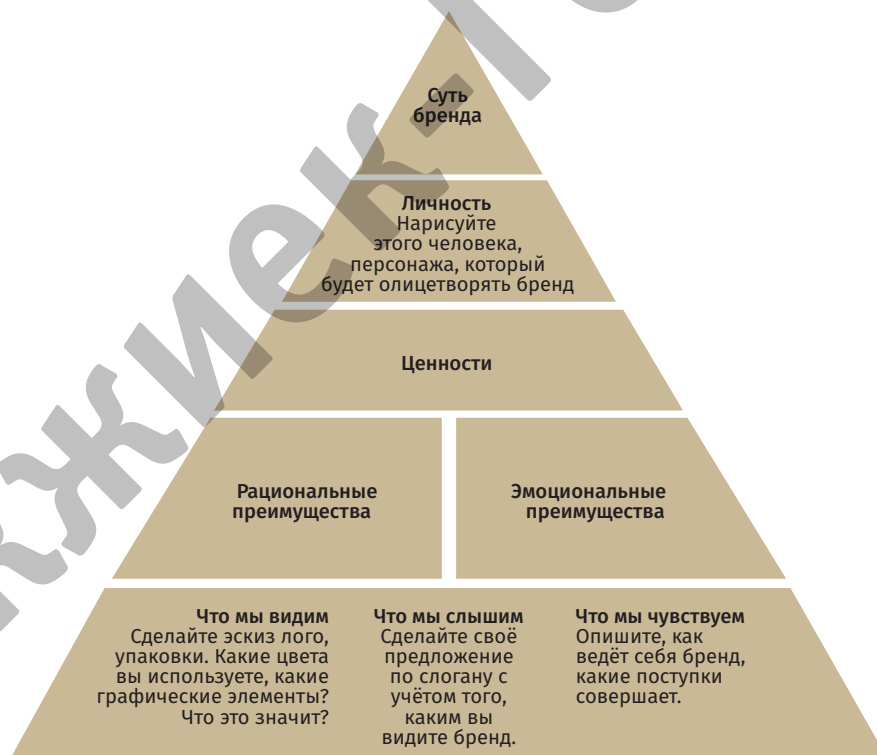 Суть
бренда
Личность
Нарисуйте
этого человека,
персонажа, который
будет олицетворять бренд
Ценности
Рациональные
преимущества
Эмоциональные
преимущества
Что мы видим
Сделайте эскиз лого,
упаковки. Какие цвета
вы используете, какие
графические элементы?
Что это значит?
Что мы слышим
Сделайте своё
предложение
по слогану с
учётом того,
каким вы
видите бренд.
Что мы чувствуем
Опишите, как
ведёт себя бренд,
какие поступки
совершает.